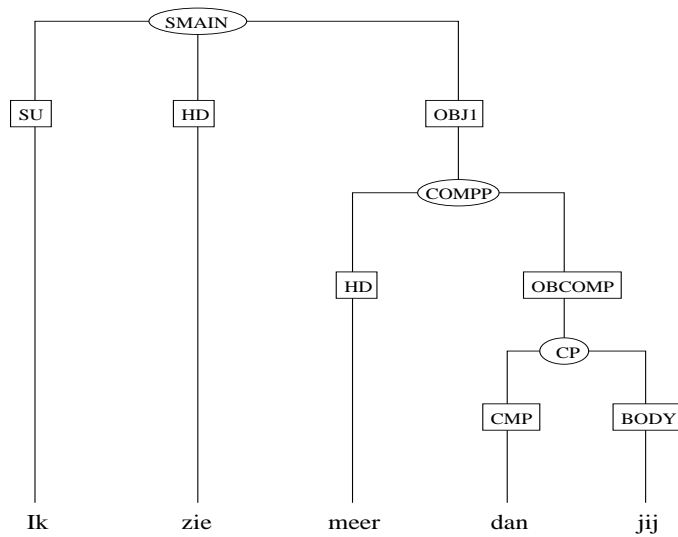 SMAIN
SU HD OBJ1
COMPP
HD OBCOMP
CP
CMP BODY
Ik zie meer dan jij